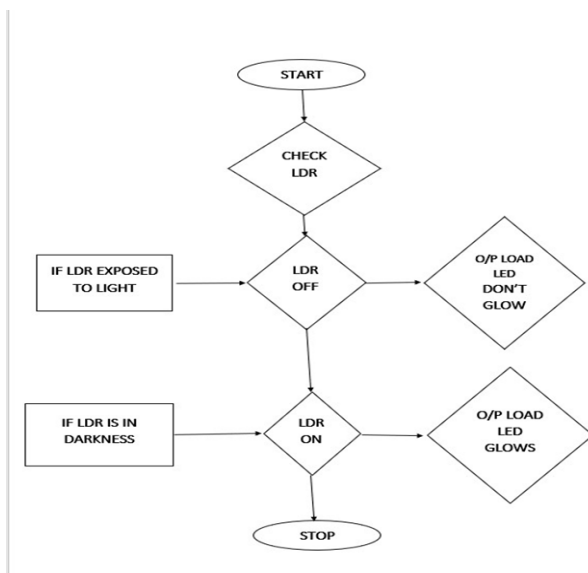 START
CHECK
LDR
IF LDR EXPOSED
TO LIGHT
LDR
OFF
O/P LOAD
LED
DON'T
GLOW
IF LDR IS IN
DARKNESS
LDR
ON
O/P LOAD
LED
GLOWS
STOP